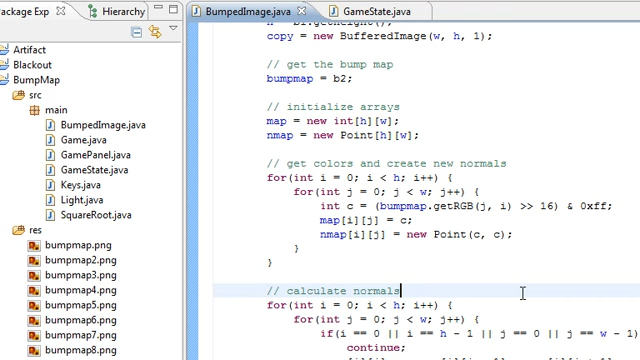 Package Exp
Hierarchy
Artifact
Blackout
BumpMap
src
main
BumpedImage.java
Game.java
GamePanel.java
GameState.java
Keys.java
Light.java
SquareRoot.java
res
bumpmap.png
bumpmap2.png
bumpmap3.png
bumpmap4.png
bumpmap5.png
bumpmap6.png
bumpmap7.png
bumpmap8.png
BumpedImage.java
GameState.java
copy = new BufferedImage(w, h, 1);
// get the bump map
bumpmap = b2;
// initialize arrays
map = new int[h][w];
nmap = new Point[h][w];
// get colors and create new normals
for(int i = 0; i < h; i++) {
for(int j = 0; j < w; j++) {
int c = (bumpmap.getRGB(j, i) >> 16) & 0xff;
map[i][j] = c;
nmap[i][j] = new Point(c, c);
}
}
// calculate normals
for(int i = 0; i < h; i++) {
for(int j = 0; j < w; j++) {
if(i == 0 || i == h - 1 || j == 0 || j == w - 1)
continue;